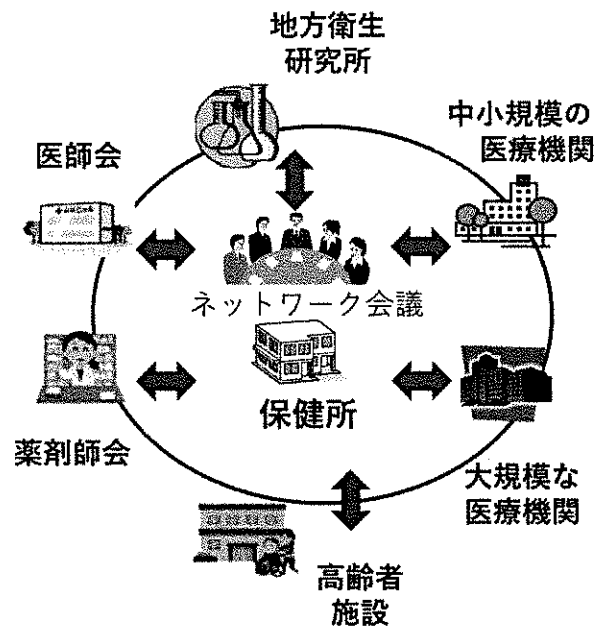 地方衛生
研究所
中小規模の
医療機関
医師会
ネットワーク会議
保健所
薬剤師会
大規模な
医療機関
高齢者
施設